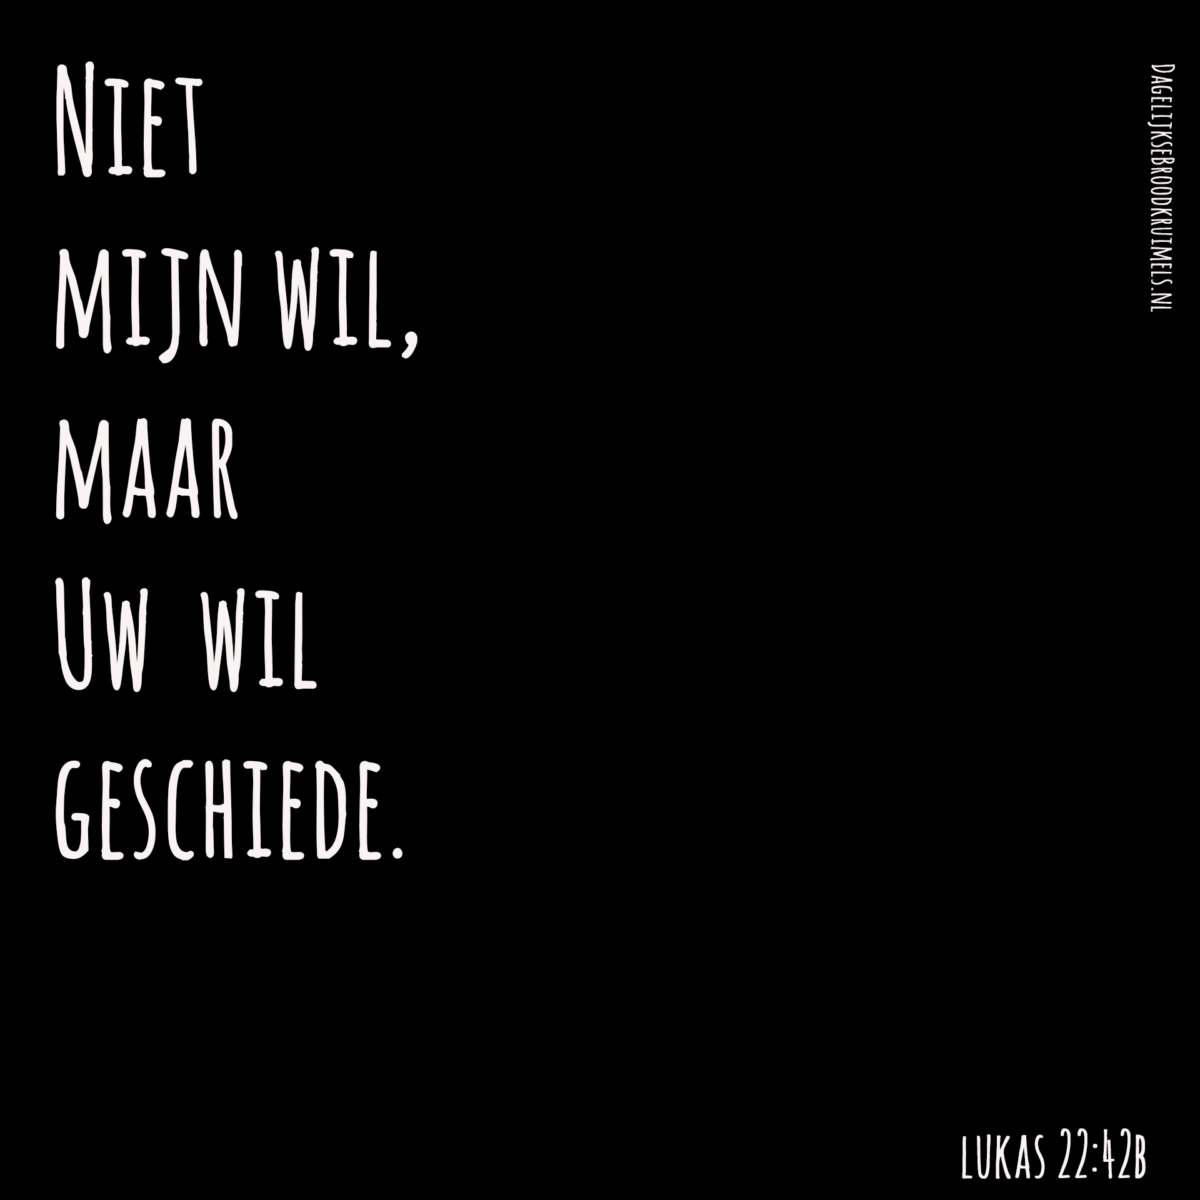 Niet
mijn wil,
maar
Uw wil
geschiede.
DagelijkseBroodkruimels.nl
Lukas 22:42b